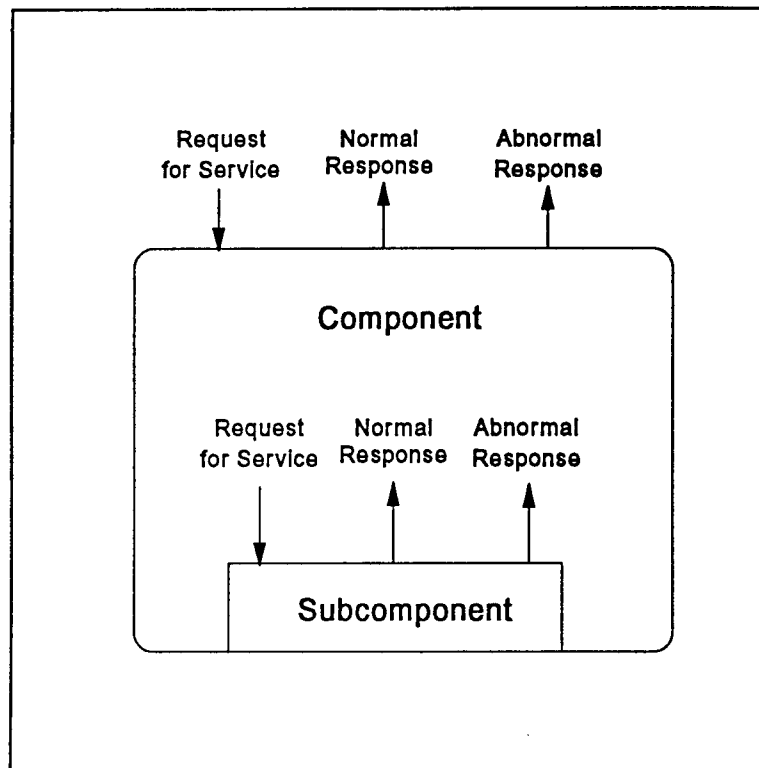 Request
for Service
Normal
Response
Abnormal
Response
Component
Request
for Service
Normal
Response
Abnormal
Response
Subcomponent